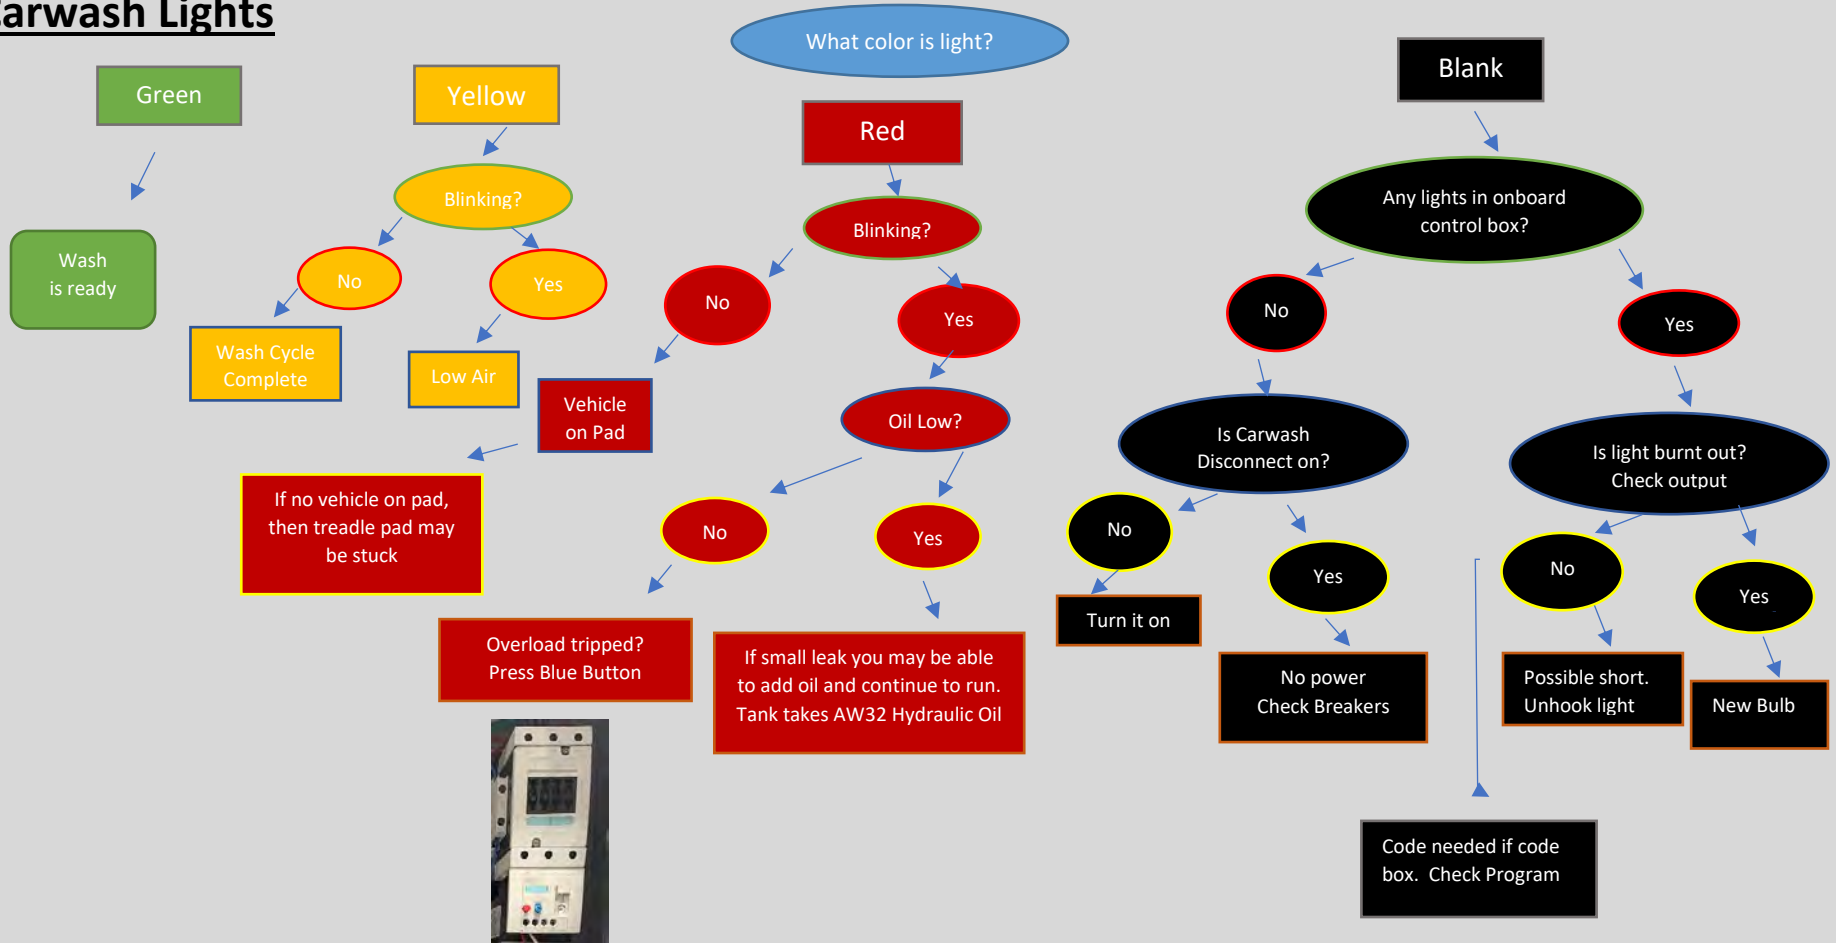 Carwash Lights
What color is light?
Green
Wash
is ready
Yellow
Blinking?
No
Wash Cycle
Complete
Yes
Low Air
Red
Blinking?
No
Vehicle
on Pad
If no vehicle on pad,
then treadle pad may
be stuck
Yes
Oil Low?
No
Overload tripped?
Press Blue Button
Yes
If small leak you may be able
to add oil and continue to run.
Tank takes AW32 Hydraulic Oil
Blank
Any lights in onboard
control box?
No
Is Carwash
Disconnect on?
No
Turn it on
Yes
No power
Check Breakers
Yes
Is light burnt out?
Check output
No
Possible short.
Unhook light
Yes
New Bulb
Code needed if code
box.  Check Program